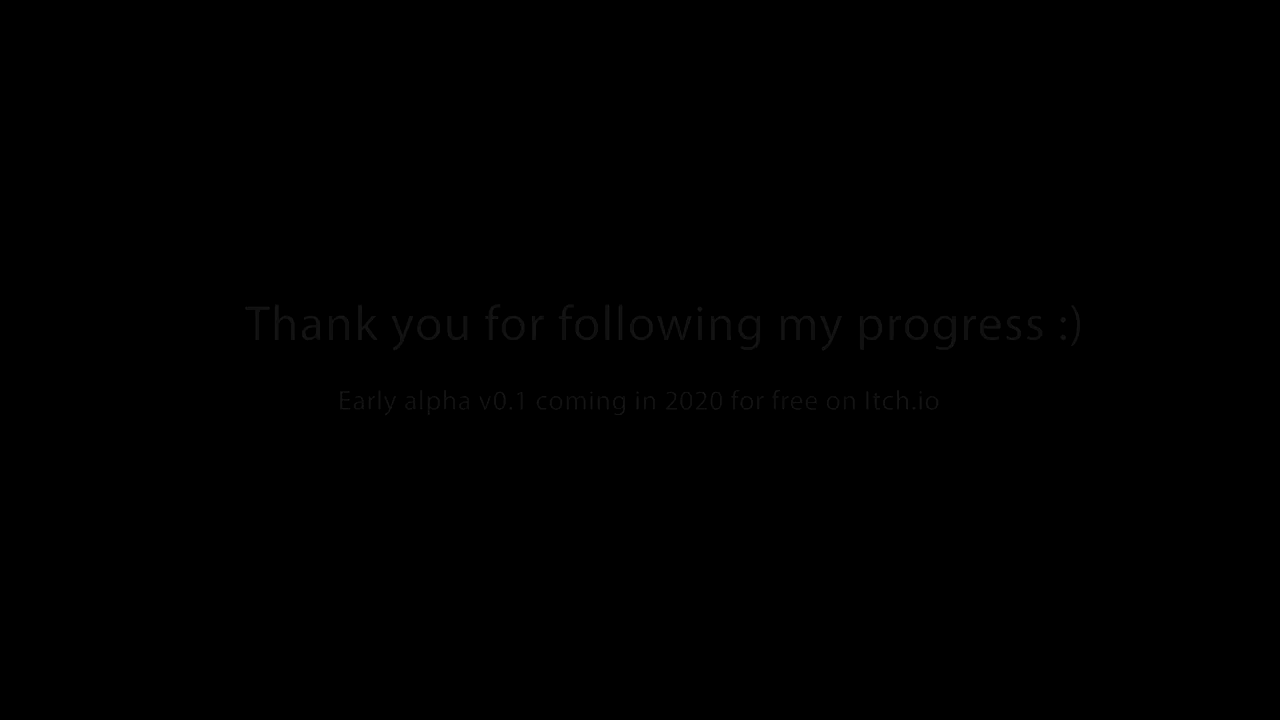 Thank you for following my progress :)
Early alpha v0.1 coming in 2020 for free on Itch.io